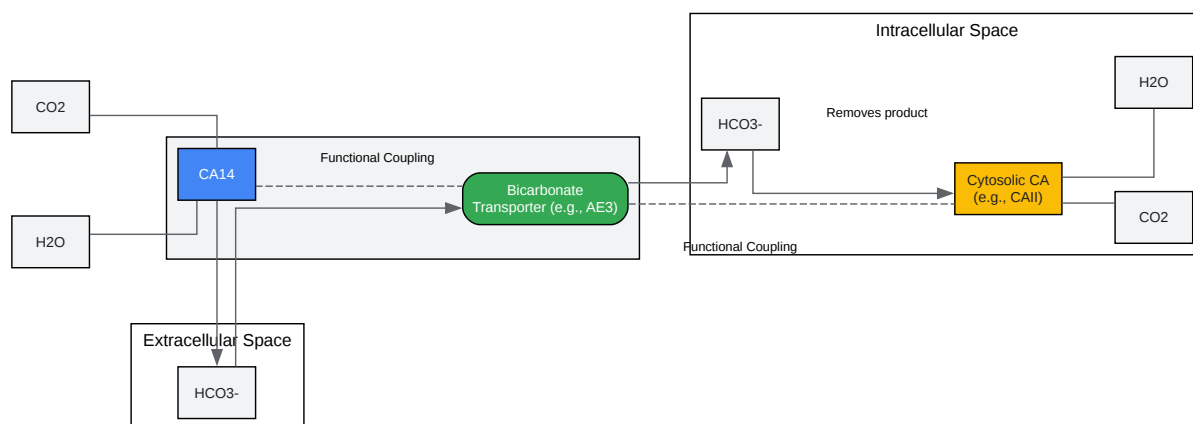 Intracellular Space
H2O
CO2
HCO3-
Removes product
Functional Coupling
CA14
Cytosolic CA
(e.g., CAII)
Bicarbonate
Transporter (e.g., AE3)
CO2
H2O
Functional Coupling
Extracellular Space
HCO3-